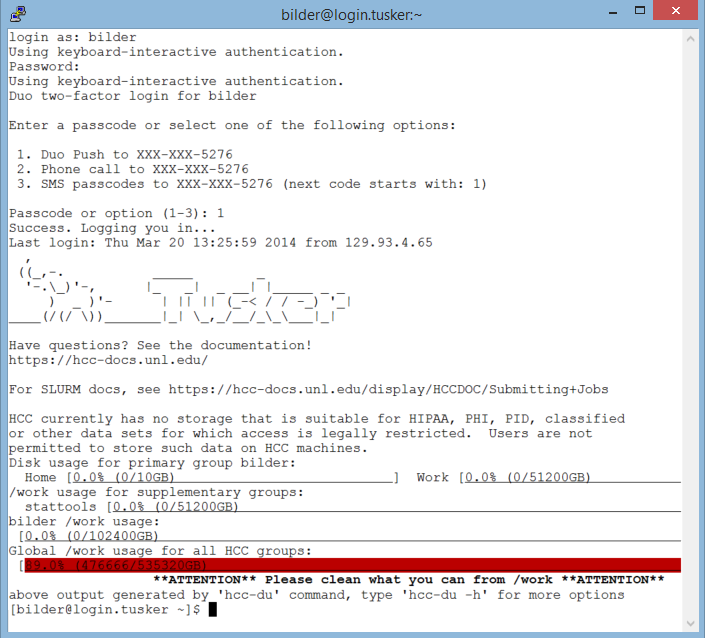 bilder@login.tusker:~
login as: bilder
Using keyboard-interactive authentication.
Password:
Using keyboard-interactive authentication.
Duo two-factor login for bilder
Enter a passcode or select one of the following options:
1. Duo Push to XXX-XXX-5276
2. Phone call to XXX-XXX-5276
3. SMS passcodes to XXX-XXX-5276 (next code starts with: 1)
Passcode or option (1-3): 1
Success. Logging you in...
Last login: Thu Mar 20 13:25:59 2014 from 129.93.4.65
Tusker
Have questions? See the documentation!
https://hcc-docs.unl.edu/
For SLURM docs, see https://hcc-docs.unl.edu/display/HCCDOC/Submitting+Jobs
HCC currently has no storage that is suitable for HIPAA, PHI, PID, classified
or other data sets for which access is legally restricted.  Users are not
permitted to store such data on HCC machines.
Disk usage for primary group bilder:
Home [0.0% (0/10GB) ]  Work [0.0% (0/51200GB)
/work usage for supplementary groups:
stattools [0.0% (0/51200GB)
bilder /work usage:
[0.0% (0/102400GB)
Global /work usage for all HCC groups:
[89.0% (476666/535320GB)
**ATTENTION** Please clean what you can from /work **ATTENTION**
above output generated by 'hcc-du' command, type 'hcc-du -h' for more options
[bilder@login.tusker ~]$